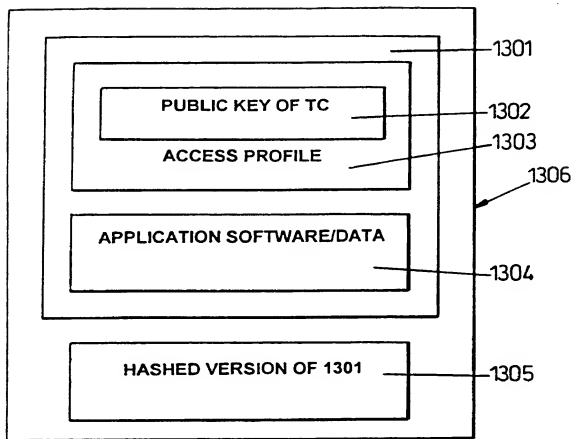 1301
PUBLIC KEY OF TC
1302
ACCESS PROFILE
1303
1306
APPLICATION SOFTWARE/DATA
1304
HASHED VERSION OF 1301
1305